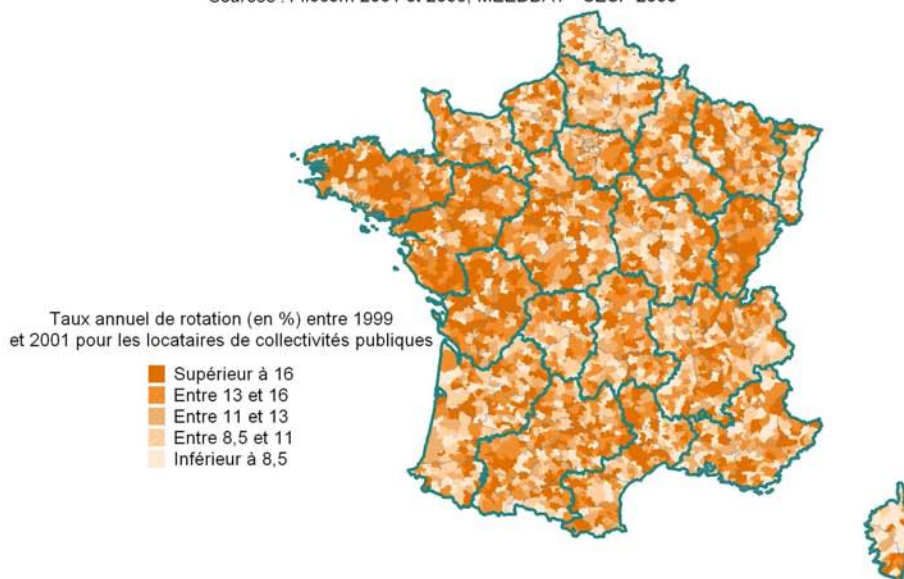 Taux annuel de rotation (en %) entre 1999
et 2001 pour les locataires de collectivités publiques
Supérieur à 16
Entre 13 et 16
Entre 11 et 13
Entre 8,5 et 11
Inférieur à 8,5